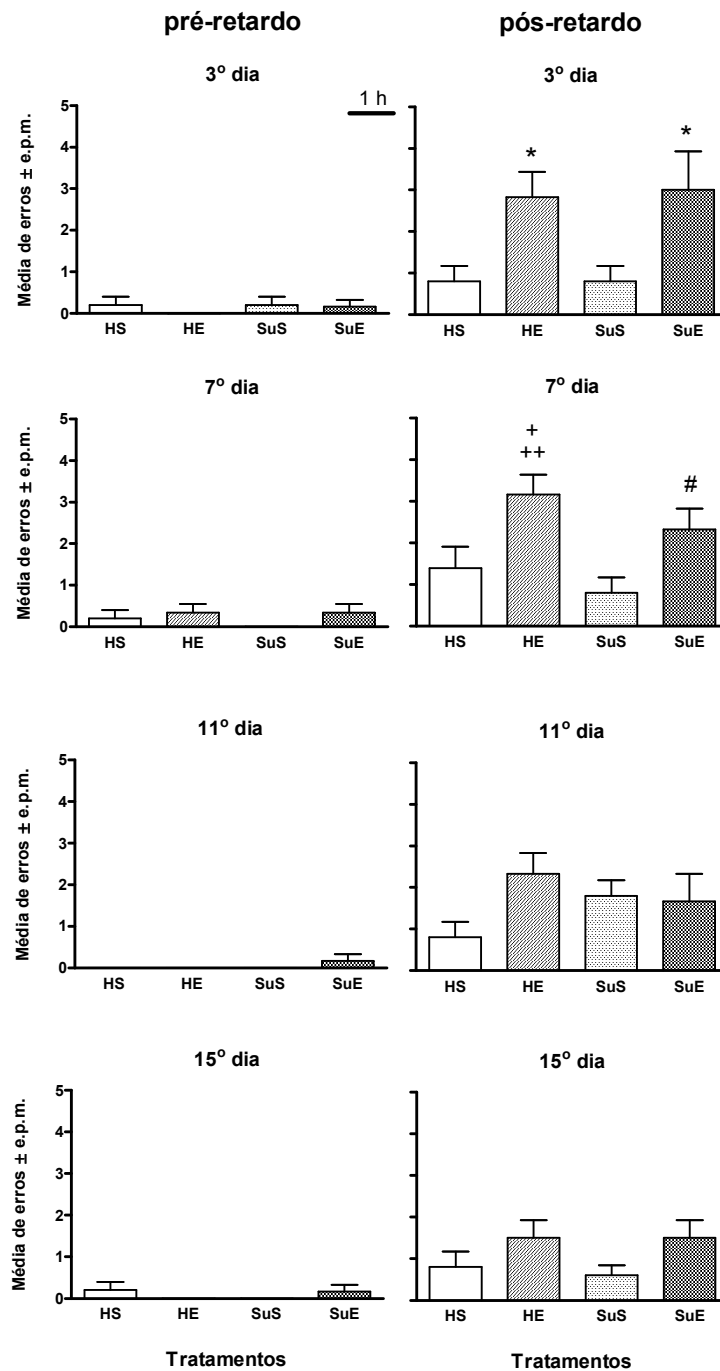 pré-retardo pós-retardo
3º dia 3º dia
1 h
Média de erros ± e.p.m.
5
4
3
2
1
0
* *
HS HE SuS SuE HS HE SuS SuE
7º dia 7º dia
Média de erros ± e.p.m.
5
4
3
2
1
0
+
++
#
HS HE SuS SuE HS HE SuS SuE
11º dia 11º dia
Média de erros ± e.p.m.
5
4
3
2
1
0
HS HE SuS SuE HS HE SuS SuE
15º dia 15º dia
Média de erros ± e.p.m.
5
4
3
2
1
0
HS HE SuS SuE HS HE SuS SuE
Tratamentos Tratamentos